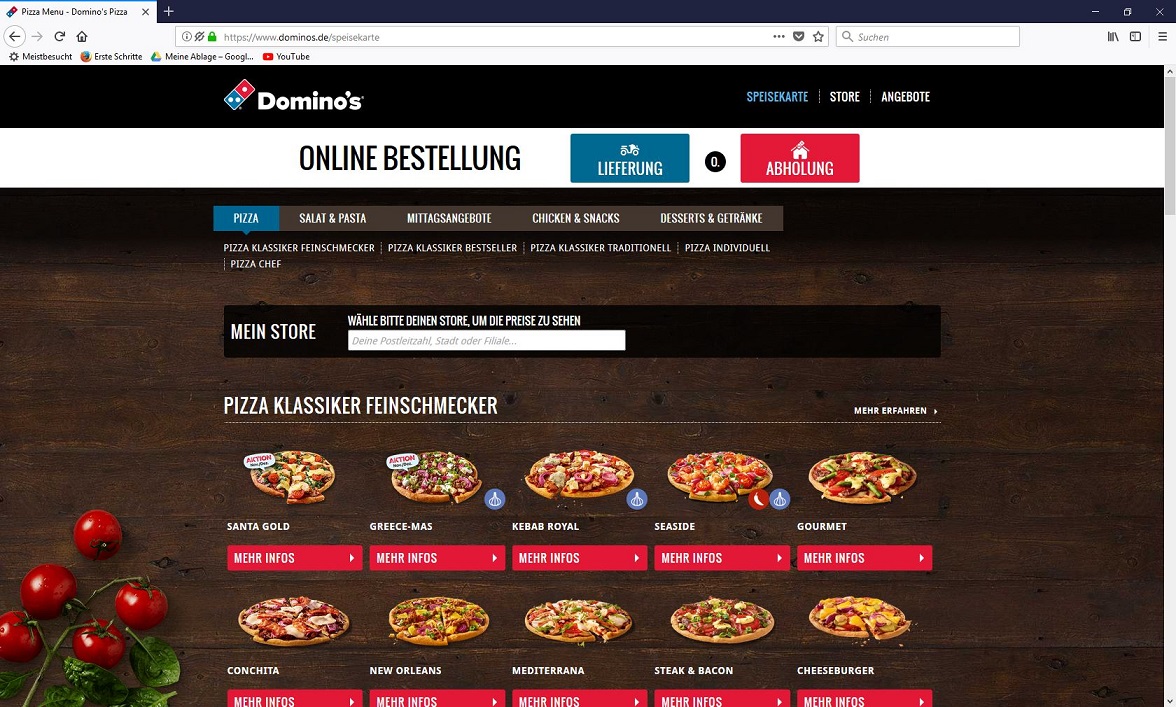 Pizza Menu - Domino's Pizza
https://www.dominos.de/speisekarte
Suchen
Meistbesucht Erste Schritte Meine Ablage – Googl... YouTube
Domino's
SPEISEKARTE STORE ANGEBOTE
ONLINE BESTELLUNG LIEFERUNG O. ABHOLUNG
PIZZA SALAT & PASTA MITTAGSANGEBOTE CHICKEN & SNACKS DESSERTS & GETRÄNKE
PIZZA KLASSIKER FEINSCHMECKER PIZZA KLASSIKER BESTSELLER PIZZA KLASSIKER TRADITIONELL PIZZA INDIVIDUELL
PIZZA CHEF
MEIN STORE
WÄHLE BITTE DEINEN STORE, UM DIE PREISE ZU SEHEN
Deine Postleitzahl, Stadt oder Filiale...
PIZZA KLASSIKER FEINSCHMECKER MEHR ERFAHREN
AKTION Nov./Dez. AKTION Nov./Dez.
SANTA GOLD GREECE-MAS KEBAB ROYAL SEASIDE GOURMET
MEHR INFOS MEHR INFOS MEHR INFOS MEHR INFOS MEHR INFOS
CONCHITA NEW ORLEANS MEDITERRANA STEAK & BACON CHEESEBURGER
MEHR INFOS MEHR INFOS MEHR INFOS MEHR INFOS MEHR INFOS